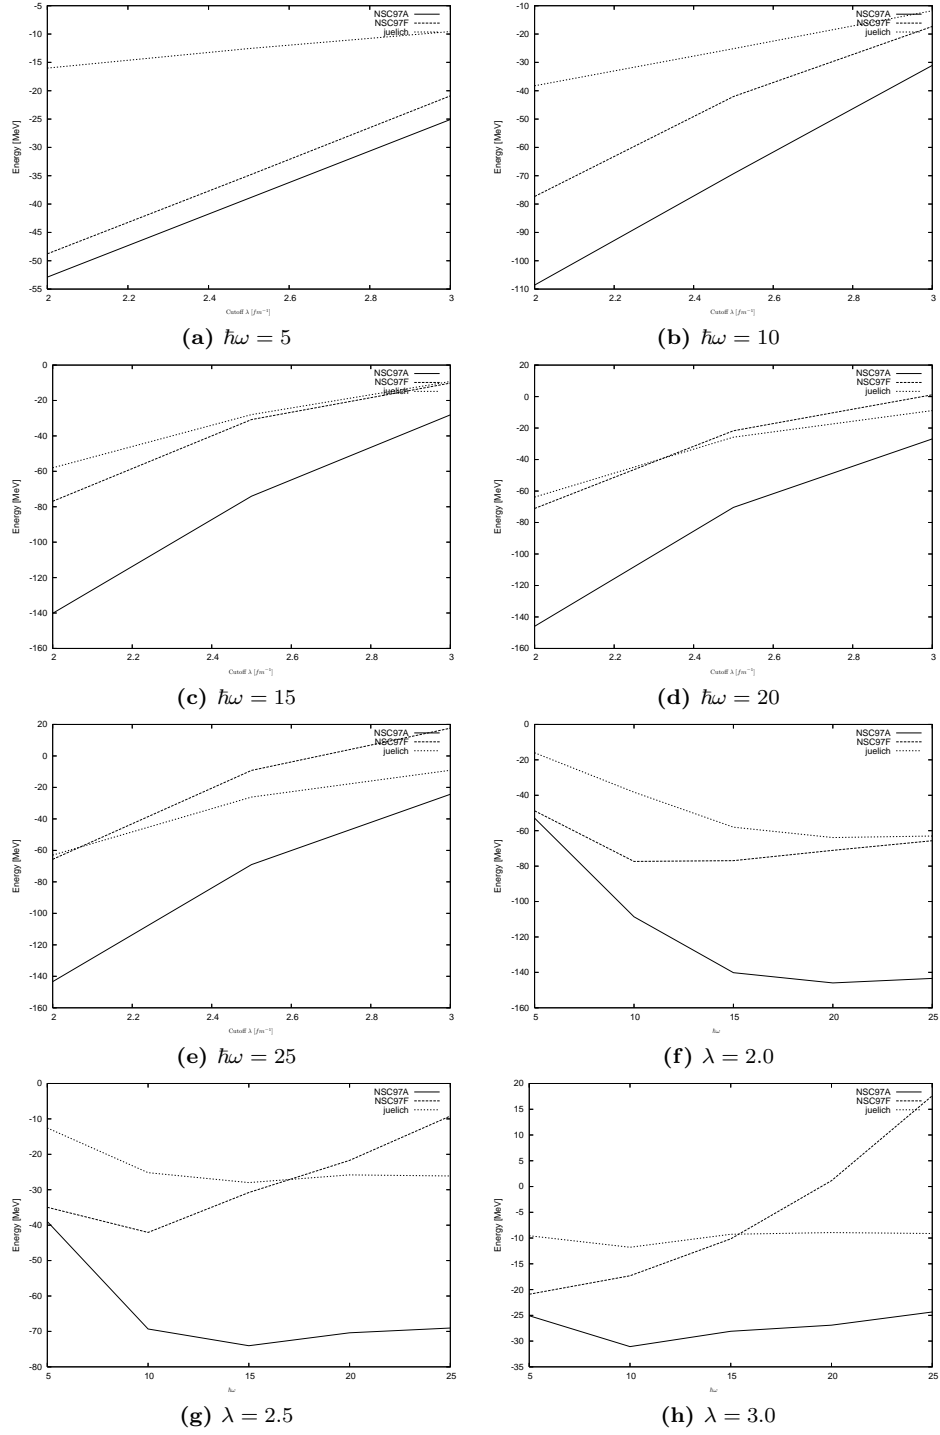 -5
-10
-15
-20
-25
-30
-35
-40
-45
-50
-55
Energy [MeV]
2 2.2 2.4 2.6 2.8 3
Cutoff λ [fm⁻¹]
NSC97A
NSC97F
juelich
(a) ħω = 5
-10
-20
-30
-40
-50
-60
-70
-80
-90
-100
-110
Energy [MeV]
2 2.2 2.4 2.6 2.8 3
Cutoff λ [fm⁻¹]
NSC97A
NSC97F
juelich
(b) ħω = 10
0
-20
-40
-60
-80
-100
-120
-140
-160
Energy [MeV]
2 2.2 2.4 2.6 2.8 3
Cutoff λ [fm⁻¹]
NSC97A
NSC97F
juelich
(c) ħω = 15
20
0
-20
-40
-60
-80
-100
-120
-140
-160
Energy [MeV]
2 2.2 2.4 2.6 2.8 3
Cutoff λ [fm⁻¹]
NSC97A
NSC97F
juelich
(d) ħω = 20
20
0
-20
-40
-60
-80
-100
-120
-140
-160
Energy [MeV]
2 2.2 2.4 2.6 2.8 3
Cutoff λ [fm⁻¹]
NSC97A
NSC97F
juelich
(e) ħω = 25
0
-20
-40
-60
-80
-100
-120
-140
-160
Energy [MeV]
5 10 15 20 25
ħω
NSC97A
NSC97F
juelich
(f) λ = 2.0
0
-10
-20
-30
-40
-50
-60
-70
-80
Energy [MeV]
5 10 15 20 25
ħω
NSC97A
NSC97F
juelich
(g) λ = 2.5
20
15
10
5
0
-5
-10
-15
-20
-25
-30
-35
Energy [MeV]
5 10 15 20 25
ħω
NSC97A
NSC97F
juelich
(h) λ = 3.0